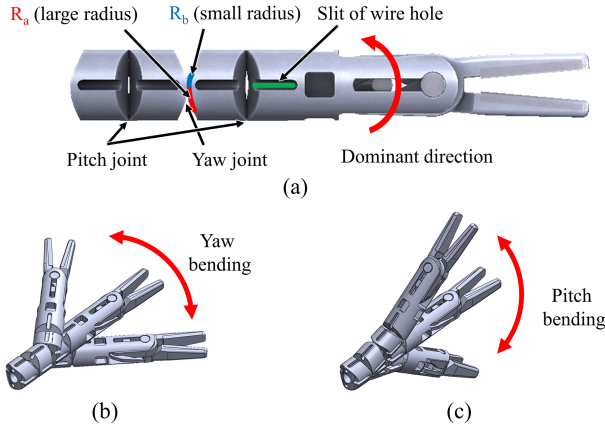 Ra (large radius)
Rb (small radius)
Slit of wire hole
Pitch joint
Yaw joint
Dominant direction
(a)
Yaw
bending
Pitch
bending
(b)
(c)